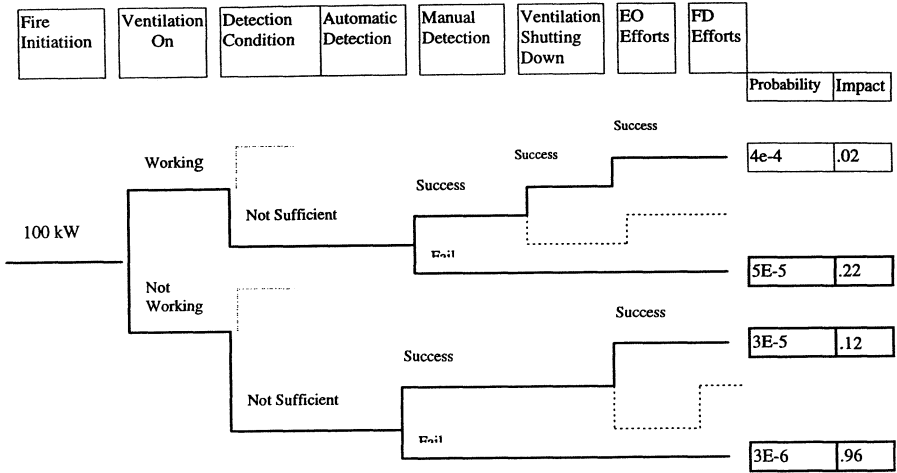 Fire
Initiatiion
Ventilation
On
Detection
Condition
Automatic
Detection
Manual
Detection
Ventilation
Shutting
Down
EO
Efforts
FD
Efforts
Probability Impact
Success
Working
Success
4e-4 .02
Success
Not Sufficient
100 kW
Fail
5E-5 .22
Not
Working
Success
3E-5 .12
Success
Not Sufficient
Fail
3E-6 .96